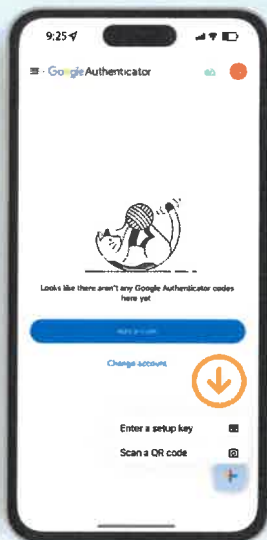 9:25
Google Authenticator
Looks like there aren't any Google Authenticator codes
here yet
Change account
Enter a setup key
Scan a QR code